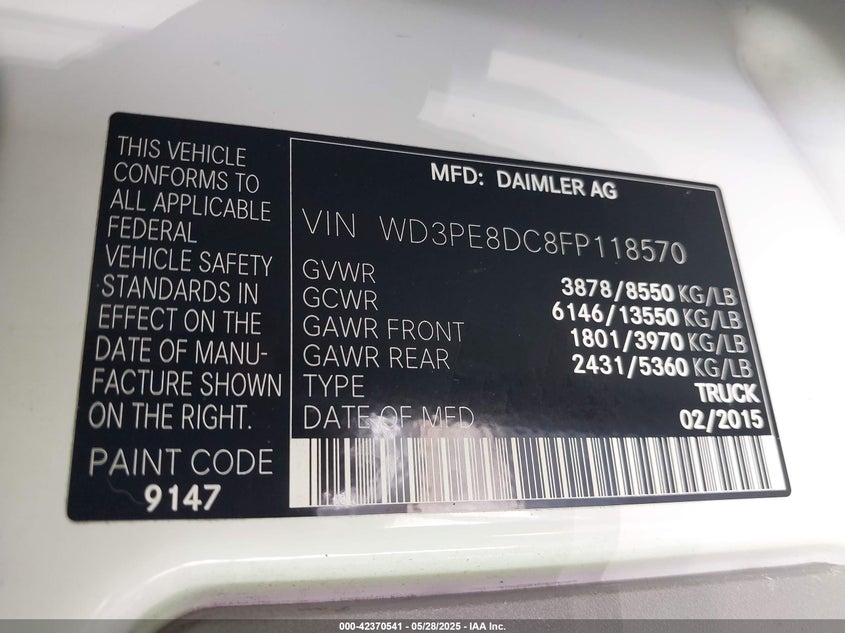 THIS VEHICLE
CONFORMS TO
ALL APPLICABLE
FEDERAL
VEHICLE SAFETY
STANDARDS IN
EFFECT ON THE
DATE OF MANU-
FACTURE SHOWN
ON THE RIGHT.
PAINT CODE
9147
MFD: DAIMLER AG
VIN WD3PE8DC8FP118570
GVWR 3878/8550 KG/LB
GCWR 6146/13550 KG/LB
GAWR FRONT 1801/3970 KG/LB
GAWR REAR 2431/5360 KG/LB
TYPE TRUCK
DATE OF MFD 02/2015
000-42370541 | 05/28/2025 - IAA Inc.